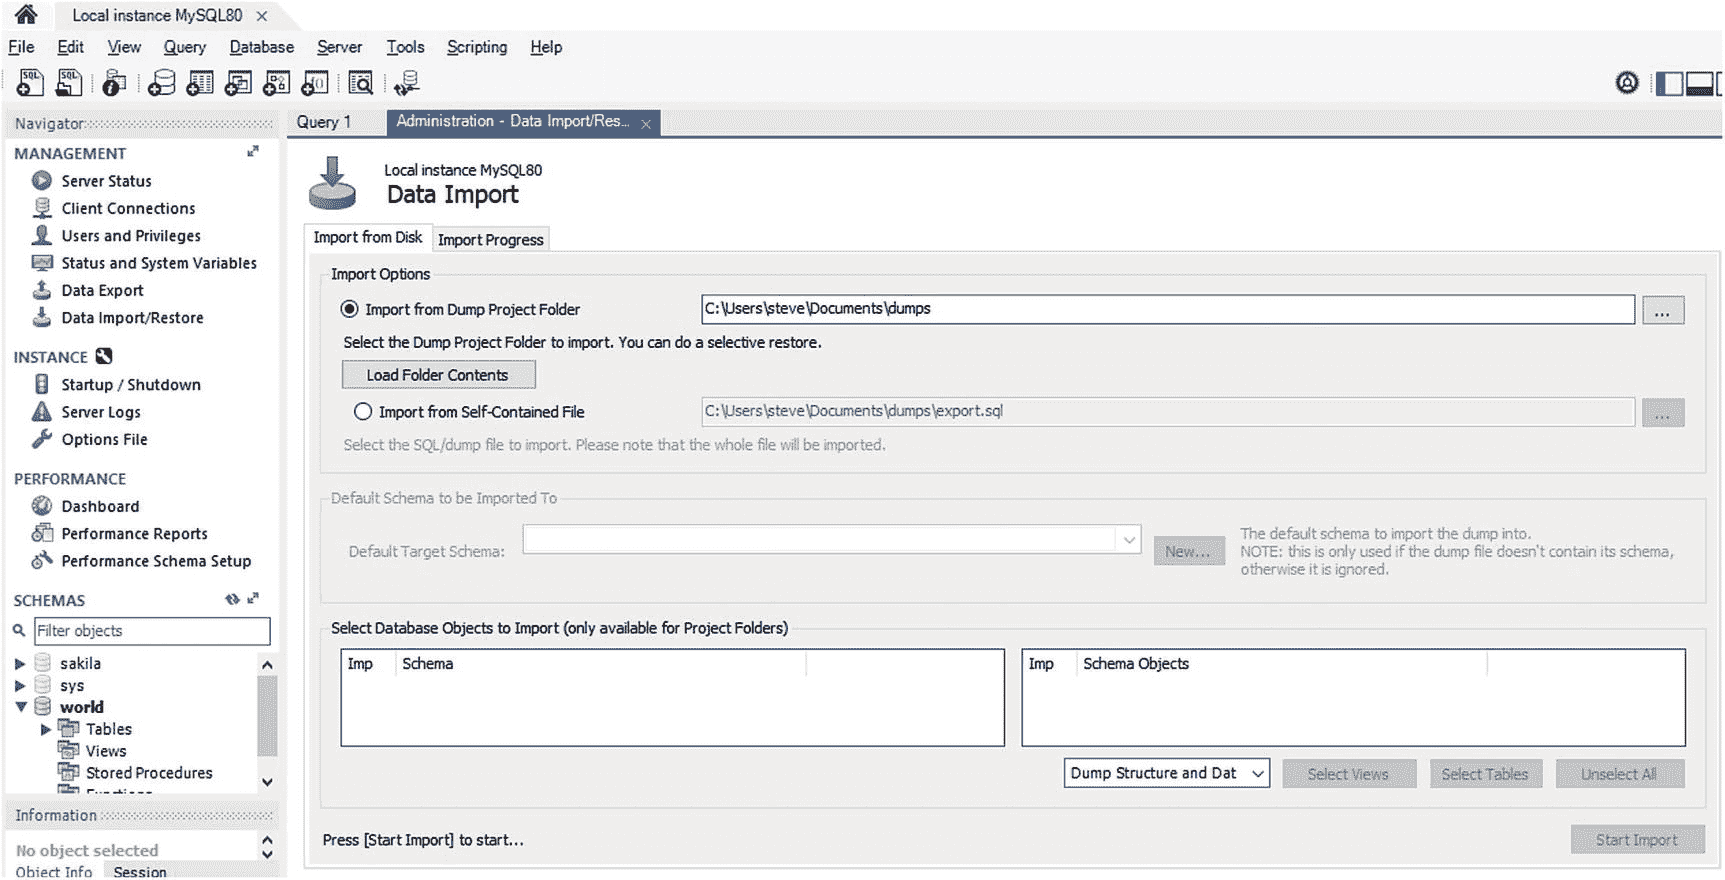 Local instance MySQL80
File Edit View Query Database Server Tools Scripting Help
SQL SQL
Navigator
MANAGEMENT
Server Status
Client Connections
Users and Privileges
Status and System Variables
Data Export
Data Import/Restore
INSTANCE
Startup / Shutdown
Server Logs
Options File
PERFORMANCE
Dashboard
Performance Reports
Performance Schema Setup
SCHEMAS
Filter objects
sakila
sys
world
Tables
Views
Stored Procedures
Functions
Information
No object selected
Object Info Session
Query 1 Administration - Data Import/Res...
Local instance MySQL80
Data Import
Import from Disk Import Progress
Import Options
Import from Dump Project Folder C:\Users\steve\Documents\dumps ...
Select the Dump Project Folder to import. You can do a selective restore.
Load Folder Contents
Import from Self-Contained File C:\Users\steve\Documents\dumps\export.sql ...
Select the SQL/dump file to import. Please note that the whole file will be imported.
Default Schema to be Imported To
Default Target Schema: New...
The default schema to import the dump into.
NOTE: this is only used if the dump file doesn't contain its schema,
otherwise it is ignored.
Select Database Objects to Import (only available for Project Folders)
Imp Schema Imp Schema Objects
Dump Structure and Dat Select Views Select Tables Unselect All
Press [Start Import] to start... Start Import